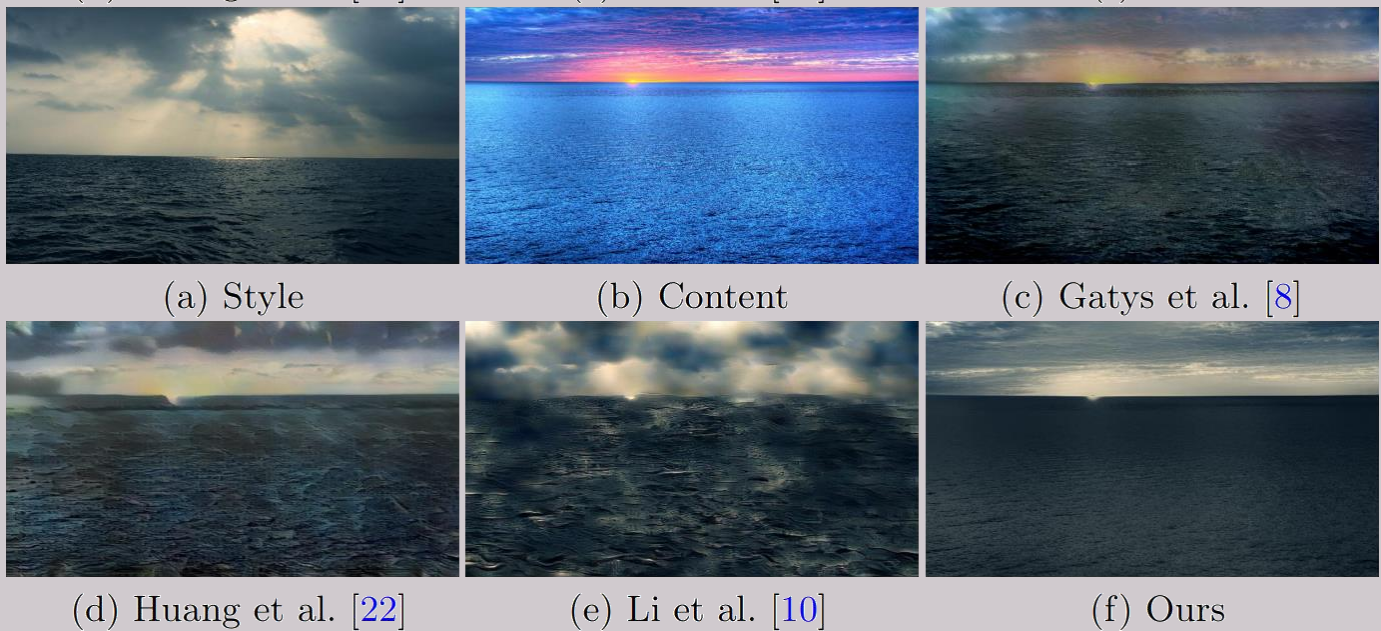 (a) Style
(b) Content
(c) Gatys et al. [8]
(d) Huang et al. [22]
(e) Li et al. [10]
(f) Ours